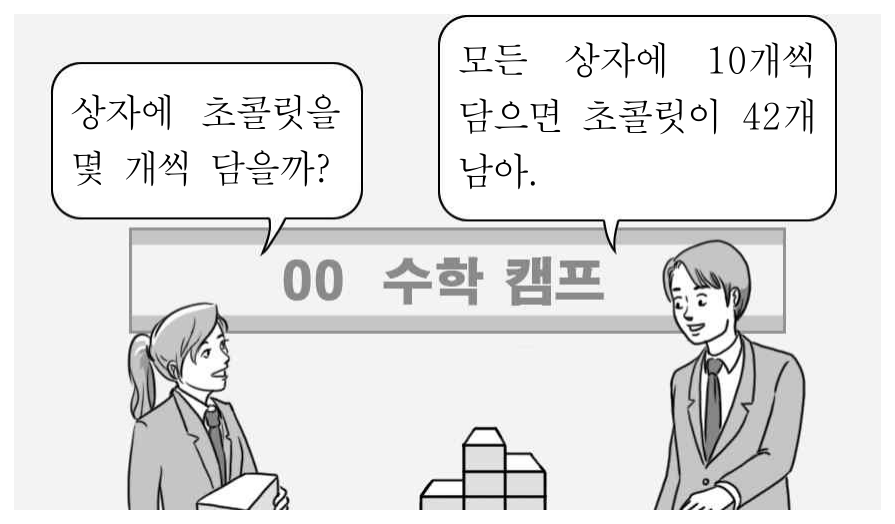 상자에 초콜릿을
몇 개씩 담을까?
모든 상자에 10개씩
담으면 초콜릿이 42개
남아.
00 수학 캠프